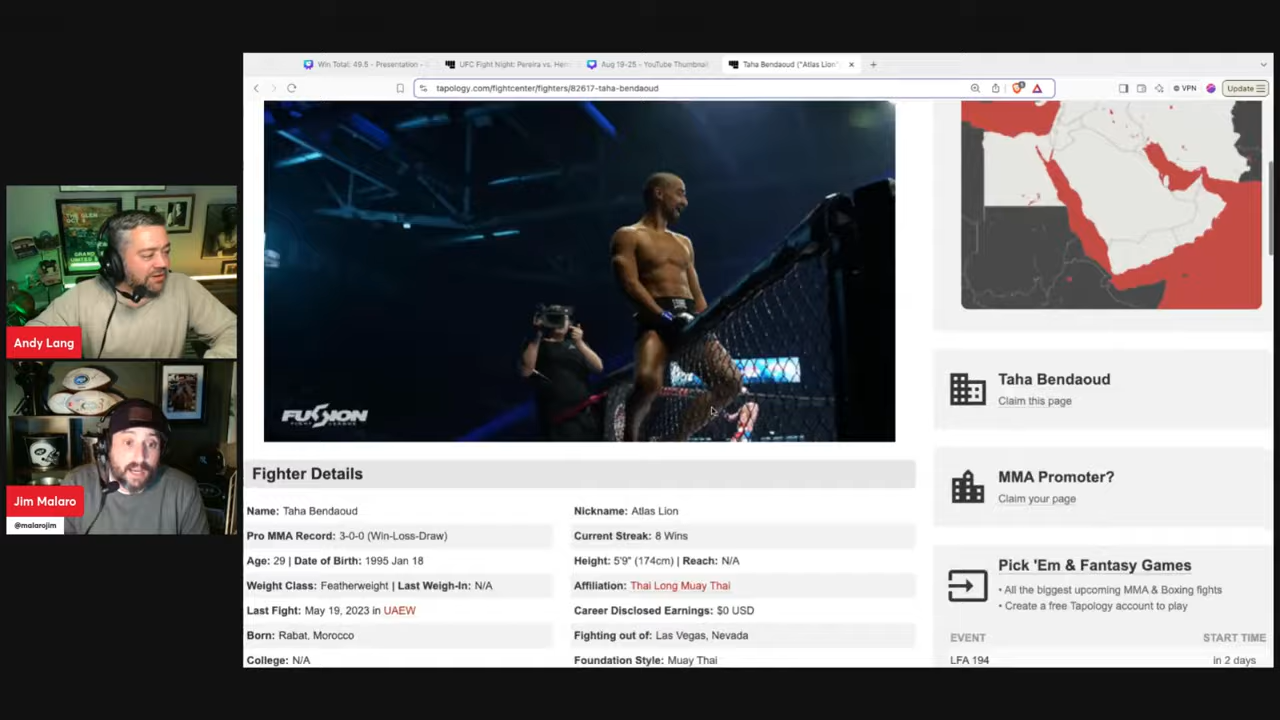 Win Total: 49.5 - Presentation -
UFC Fight Night: Pereira vs. Her
Aug 19-25 - YouTube Thumbnail
Taha Bendaoud ("Atlas Lion"
tapology.com/fightcenter/fighters/82617-taha-bendaoud
VPN
Update
THE GLEN
OCT
GRAND
Andy Lang
Jim Malaro
@malarojim
FUSION
FIGHT LEAGUE
Taha Bendaoud
Claim this page
MMA Promoter?
Claim your page
Fighter Details
Name: Taha Bendaoud
Nickname: Atlas Lion
Pro MMA Record: 3-0-0 (Win-Loss-Draw)
Current Streak: 8 Wins
Age: 29 | Date of Birth: 1995 Jan 18
Height: 5'9" (174cm) | Reach: N/A
Weight Class: Featherweight | Last Weigh-In: N/A
Affiliation: Thai Long Muay Thai
Last Fight: May 19, 2023 in UAEW
Career Disclosed Earnings: $0 USD
Born: Rabat, Morocco
Fighting out of: Las Vegas, Nevada
College: N/A
Foundation Style: Muay Thai
Pick 'Em & Fantasy Games
• All the biggest upcoming MMA & Boxing fights
• Create a free Tapology account to play
EVENT
START TIME
LFA 194
in 2 days